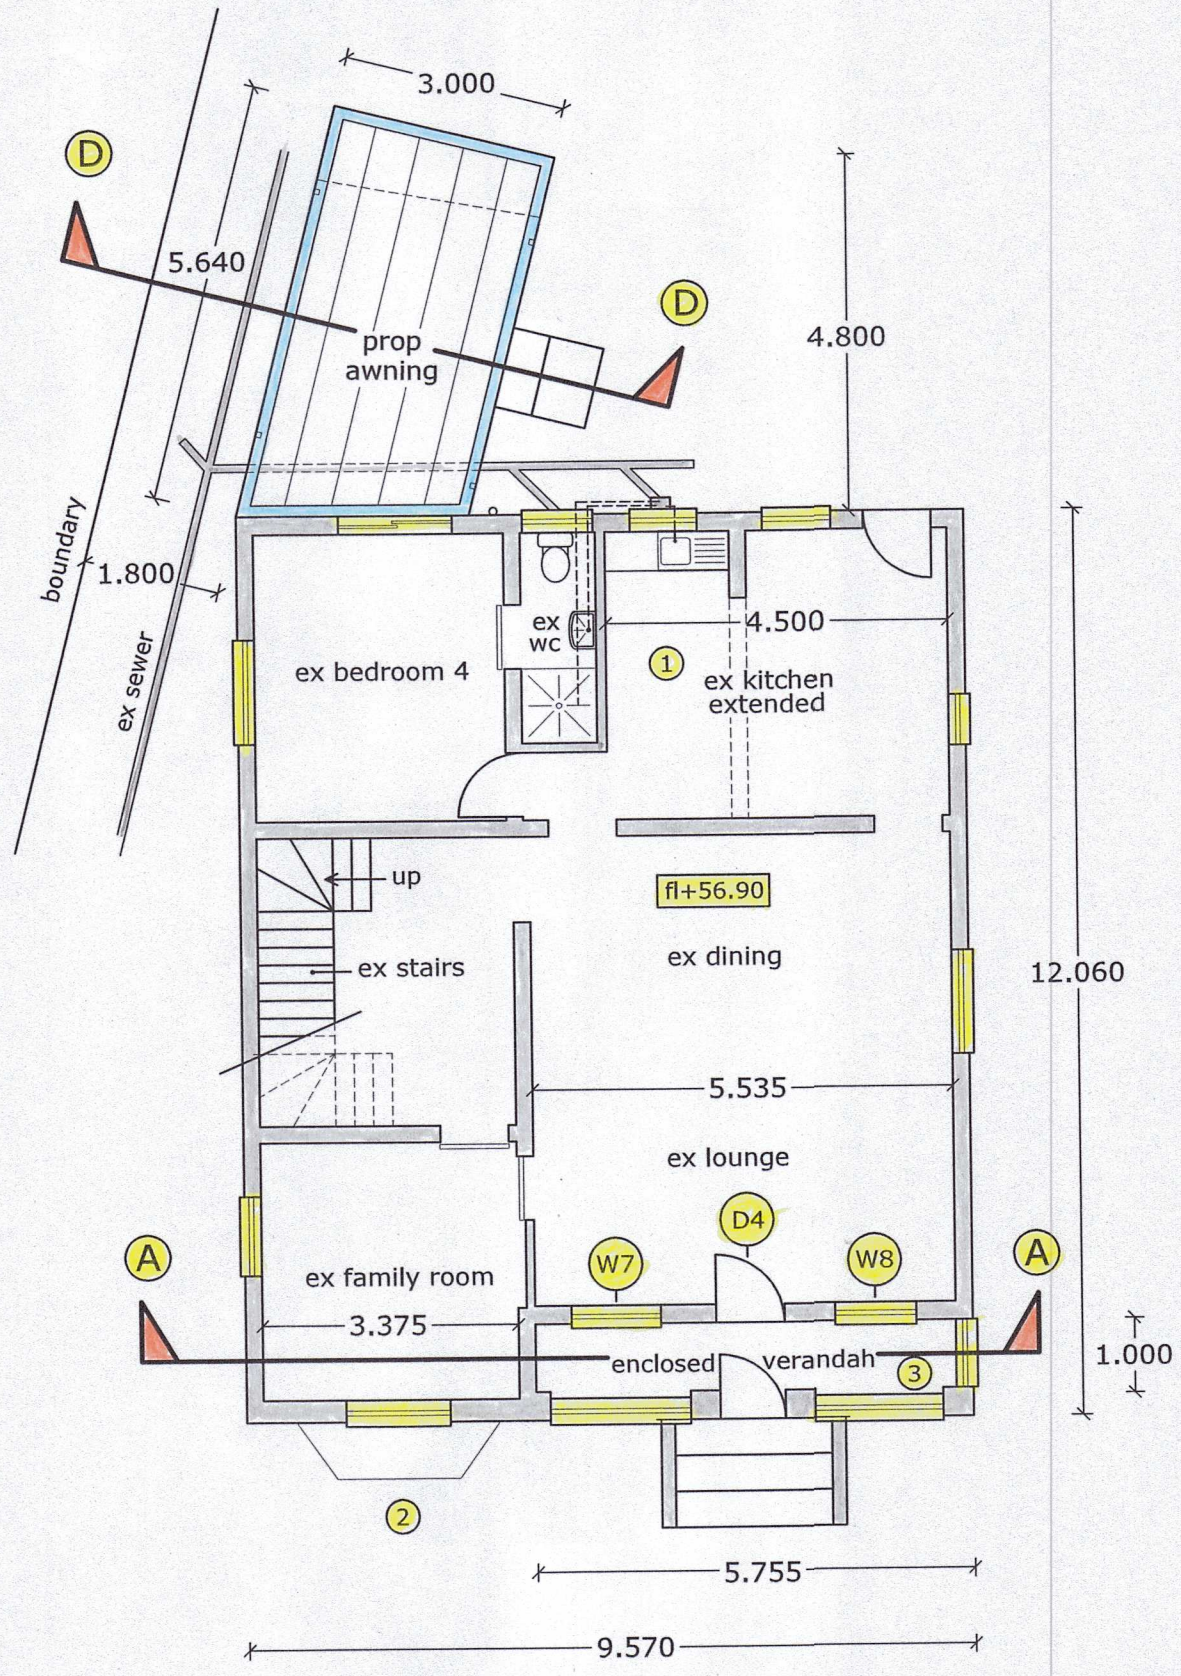 3.000
D
5.640
D
prop
awning
4.800
boundary
1.800
ex sewer
ex
wc
4.500
1
ex bedroom 4
ex kitchen
extended
up
fl+56.90
ex stairs
ex dining
12.060
5.535
ex lounge
D4
W7
W8
A
A
ex family room
3.375
enclosed verandah
3
1.000
2
5.755
9.570